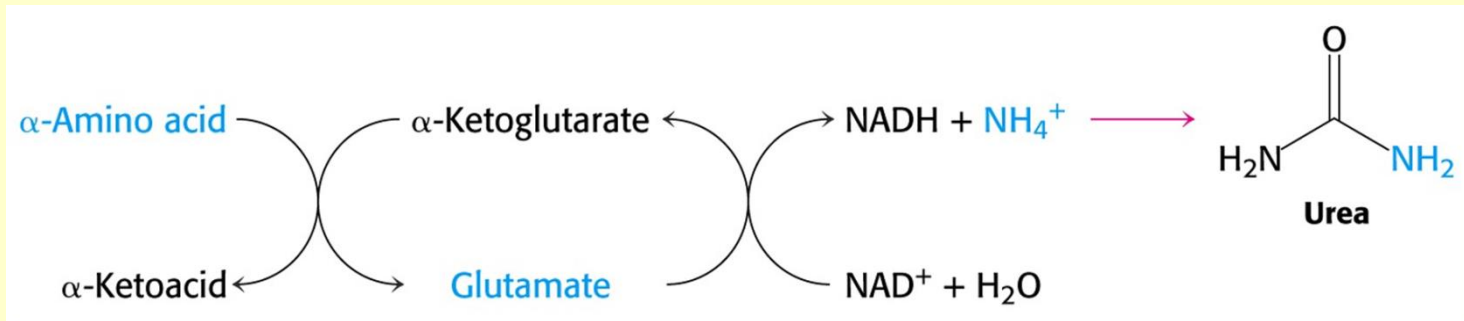 O
α-Amino acid α-Ketoglutarate NADH + NH₄⁺
H₂N NH₂
Urea
α-Ketoacid Glutamate NAD⁺ + H₂O